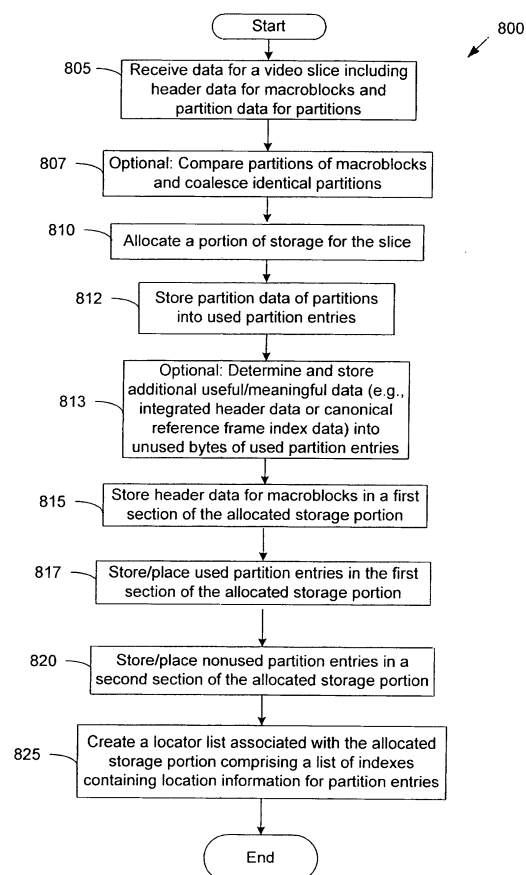 Start
800
805
Receive data for a video slice including
header data for macroblocks and
partition data for partitions
807
Optional: Compare partitions of macroblocks
and coalesce identical partitions
810
Allocate a portion of storage for the slice
812
Store partition data of partitions
into used partition entries
813
Optional: Determine and store
additional useful/meaningful data (e.g.,
integrated header data or canonical
reference frame index data) into
unused bytes of used partition entries
815
Store header data for macroblocks in a first
section of the allocated storage portion
817
Store/place used partition entries in the first
section of the allocated storage portion
820
Store/place nonused partition entries in a
second section of the allocated storage portion
825
Create a locator list associated with the allocated
storage portion comprising a list of indexes
containing location information for partition entries
End